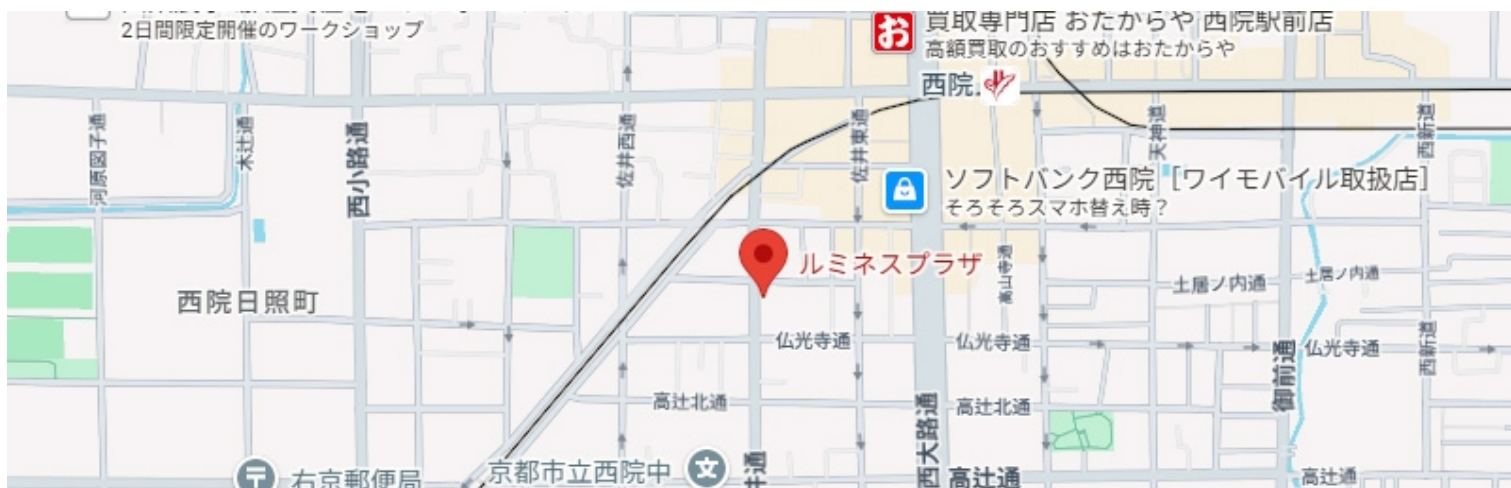 2日間限定開催のワークショップ
お
買取専門店 おたからや 西院駅前店
高額買取のおすすめはおたからや
西院
河原図子通
木辻通
西小路通
佐井西通
佐井東通
天神道
西新道
ソフトバンク西院［ワイモバイル取扱店］
そろそろスマホ替え時？
ルミネスプラザ
高山寺通
土居ノ内通
土居ノ内通
西院日照町
仏光寺通
仏光寺通
仏光寺通
西新道
御前通
高辻北通
高辻北通
西大路通
〒
右京郵便局
京都市立西院中
文
井通
高辻通
高辻通